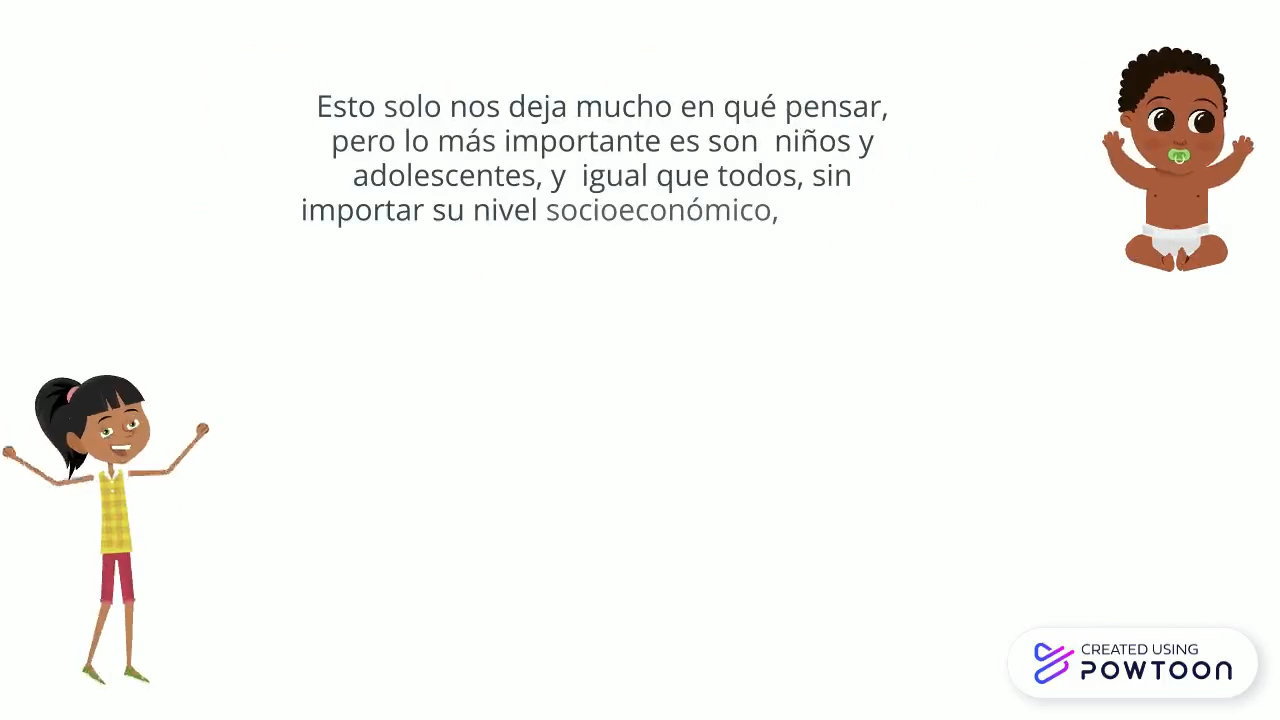 Esto solo nos deja mucho en qué pensar,
pero lo más importante es son  niños y
adolescentes, y  igual que todos, sin
importar su nivel socioeconómico,
CREATED USING
POWTOON